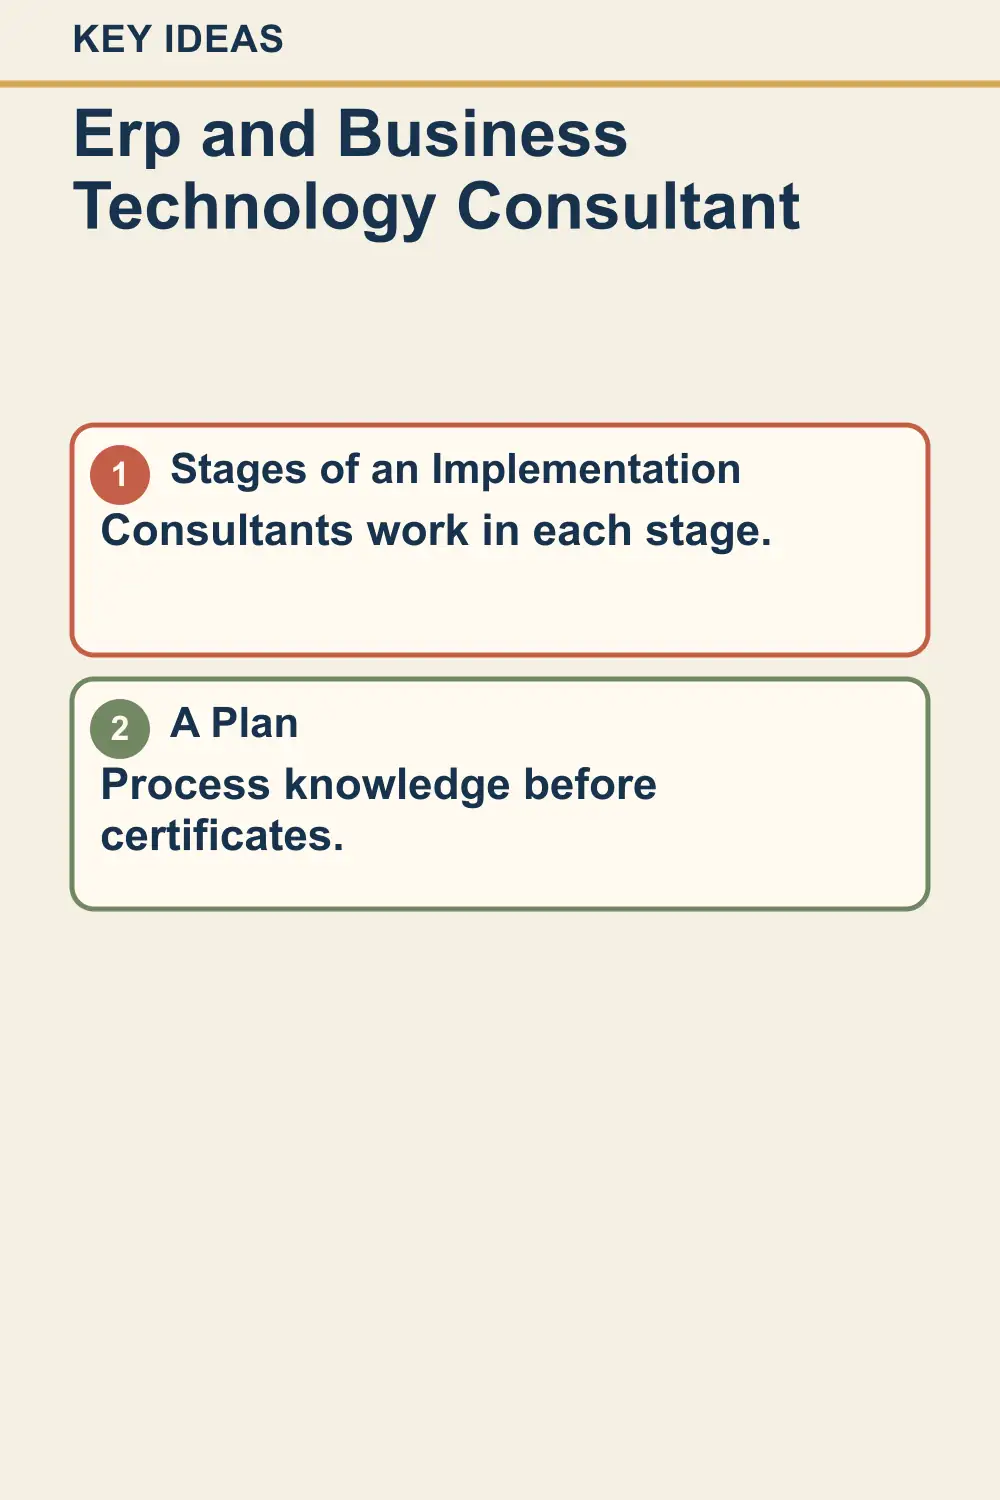 KEY IDEAS
Erp and Business
Technology Consultant
1 Stages of an Implementation
Consultants work in each stage.
2 A Plan
Process knowledge before
certificates.